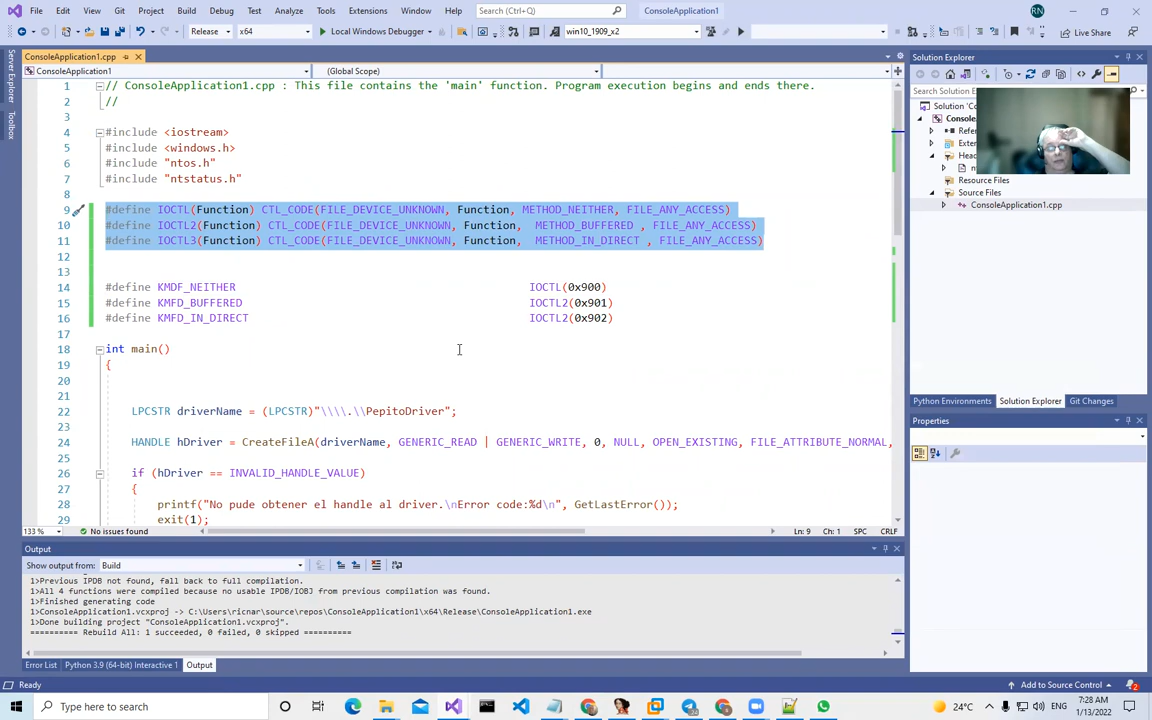 File Edit View Git Project Build Debug Test Analyze Tools Extensions Window Help Search (Ctrl+Q) ConsoleApplication1 RN
Release x64 Local Windows Debugger win10_1909_x2 Live Share
ConsoleApplication1.cpp
ConsoleApplication1 (Global Scope)
Server Explorer
Toolbox
1 // ConsoleApplication1.cpp : This file contains the 'main' function. Program execution begins and ends there.
2 //
3
4 #include <iostream>
5 #include <windows.h>
6 #include "ntos.h"
7 #include "ntstatus.h"
8
9 #define IOCTL(Function) CTL_CODE(FILE_DEVICE_UNKNOWN, Function, METHOD_NEITHER, FILE_ANY_ACCESS)
10 #define IOCTL2(Function) CTL_CODE(FILE_DEVICE_UNKNOWN, Function, METHOD_BUFFERED , FILE_ANY_ACCESS)
11 #define IOCTL3(Function) CTL_CODE(FILE_DEVICE_UNKNOWN, Function, METHOD_IN_DIRECT , FILE_ANY_ACCESS)
12
13
14 #define KMDF_NEITHER IOCTL(0x900)
15 #define KMFD_BUFFERED IOCTL2(0x901)
16 #define KMFD_IN_DIRECT IOCTL2(0x902)
17
18 int main()
19 {
20
21
22 LPCSTR driverName = (LPCSTR)"\\\\.\\PepitoDriver";
23
24 HANDLE hDriver = CreateFileA(driverName, GENERIC_READ | GENERIC_WRITE, 0, NULL, OPEN_EXISTING, FILE_ATTRIBUTE_NORMAL,
25
26 if (hDriver == INVALID_HANDLE_VALUE)
27 {
28 printf("No pude obtener el handle al driver.\nError code:%d\n", GetLastError());
29 exit(1);
133 % No issues found Ln: 9 Ch: 1 SPC CRLF
Output
Show output from: Build
1>Previous IPDB not found, fall back to full compilation.
1>All 4 functions were compiled because no usable IPDB/IOBJ from previous compilation was found.
1>Finished generating code
1>ConsoleApplication1.vcxproj -> C:\Users\ricnar\source\repos\ConsoleApplication1\x64\Release\ConsoleApplication1.exe
1>Done building project "ConsoleApplication1.vcxproj".
========== Rebuild All: 1 succeeded, 0 failed, 0 skipped ==========
Error List Python 3.9 (64-bit) Interactive 1 Output
Solution Explorer
Search Solution
Solution
Resource Files
Source Files
ConsoleApplication1.cpp
Python Environments Solution Explorer Git Changes
Properties
Ready Add to Source Control 2
Type here to search 24°C ENG 7:28 AM
1/13/2022